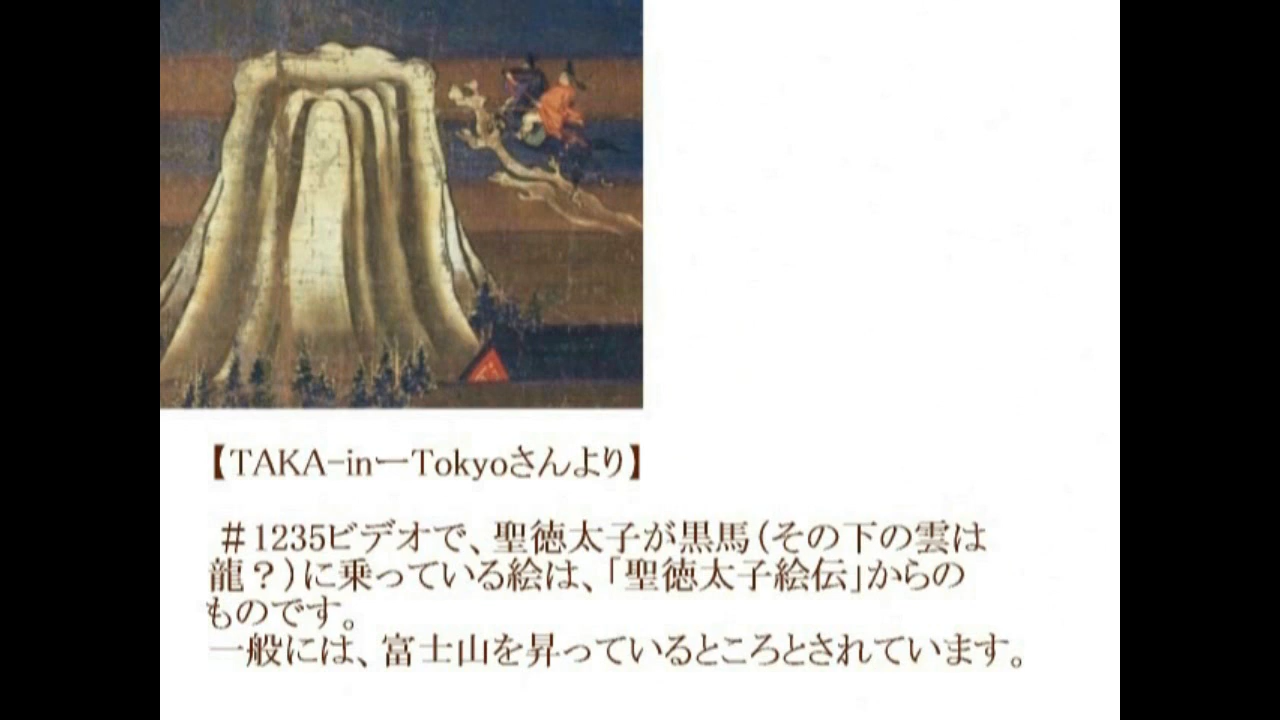 【TAKA-inーTokyoさんより】
＃1235ビデオで、聖徳太子が黒馬（その下の雲は
龍？）に乗っている絵は、「聖徳太子絵伝」からの
ものです。
一般には、富士山を昇っているところとされています。